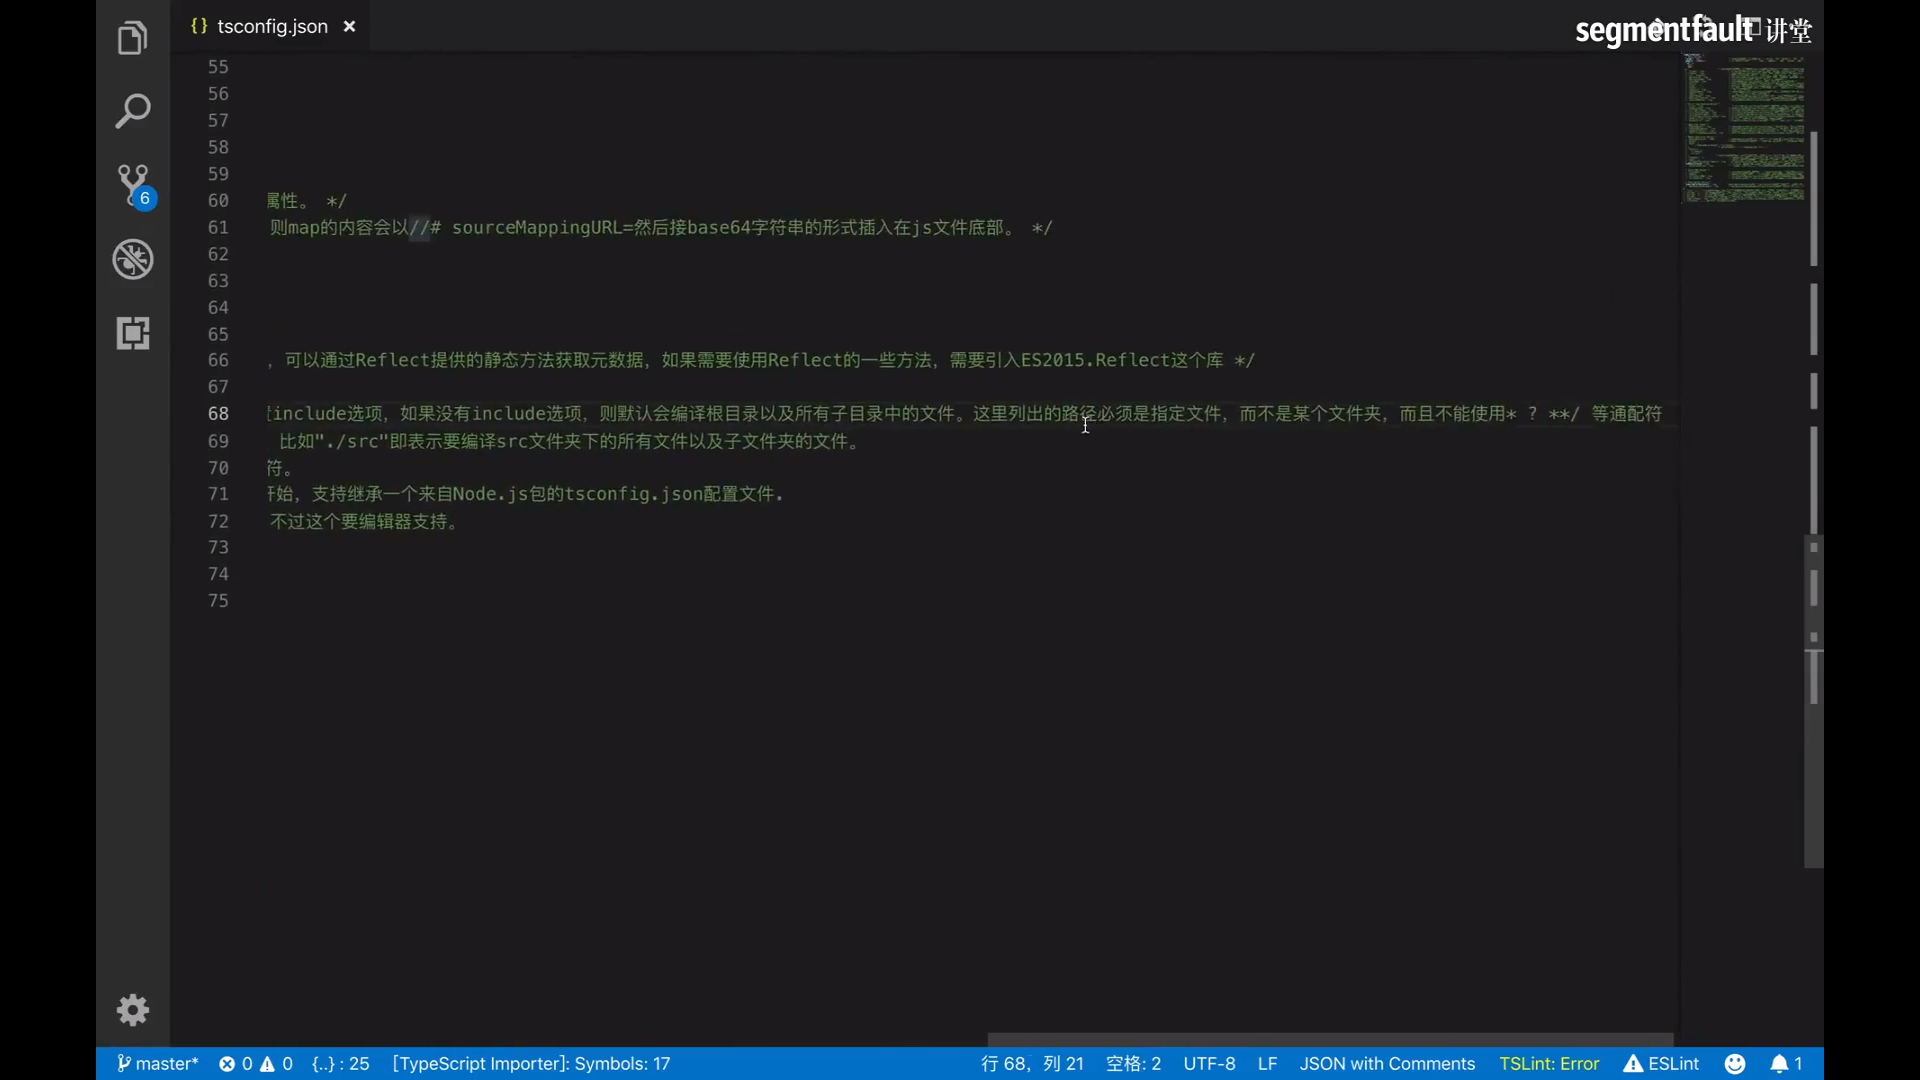 {} tsconfig.json ×
segmentfault 讲堂
55
56
57
58
59
60 属性。 */
61 则map的内容会以//# sourceMappingURL=然后接base64字符串的形式插入在js文件底部。 */
62
63
64
65
66 ，可以通过Reflect提供的静态方法获取元数据，如果需要使用Reflect的一些方法，需要引入ES2015.Reflect这个库 */
67
68 include选项，如果没有include选项，则默认会编译根目录以及所有子目录中的文件。这里列出的路径必须是指定文件，而不是某个文件夹，而且不能使用* ? **/ 等通配符
69 比如"./src"即表示要编译src文件夹下的所有文件以及子文件夹的文件。
70 符。
71 开始，支持继承一个来自Node.js包的tsconfig.json配置文件.
72 不过这个要编辑器支持。
73
74
75
6
master* 0 0 {..} : 25 [TypeScript Importer]: Symbols: 17 行 68，列 21 空格: 2 UTF-8 LF JSON with Comments TSLint: Error ESLint 1